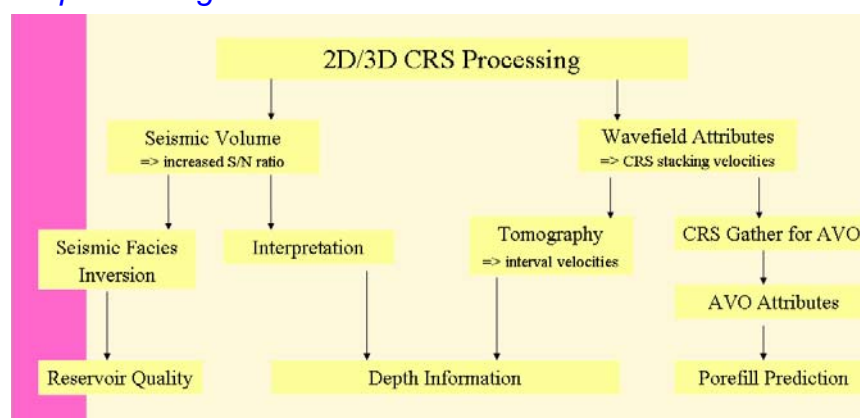 2D/3D CRS Processing
Seismic Volume
=> increased S/N ratio
Wavefield Attributes
=> CRS stacking velocities
Seismic Facies
Inversion
Interpretation
Tomography
=> interval velocities
CRS Gather for AVO
AVO Attributes
Reservoir Quality
Depth Information
Porefill Prediction